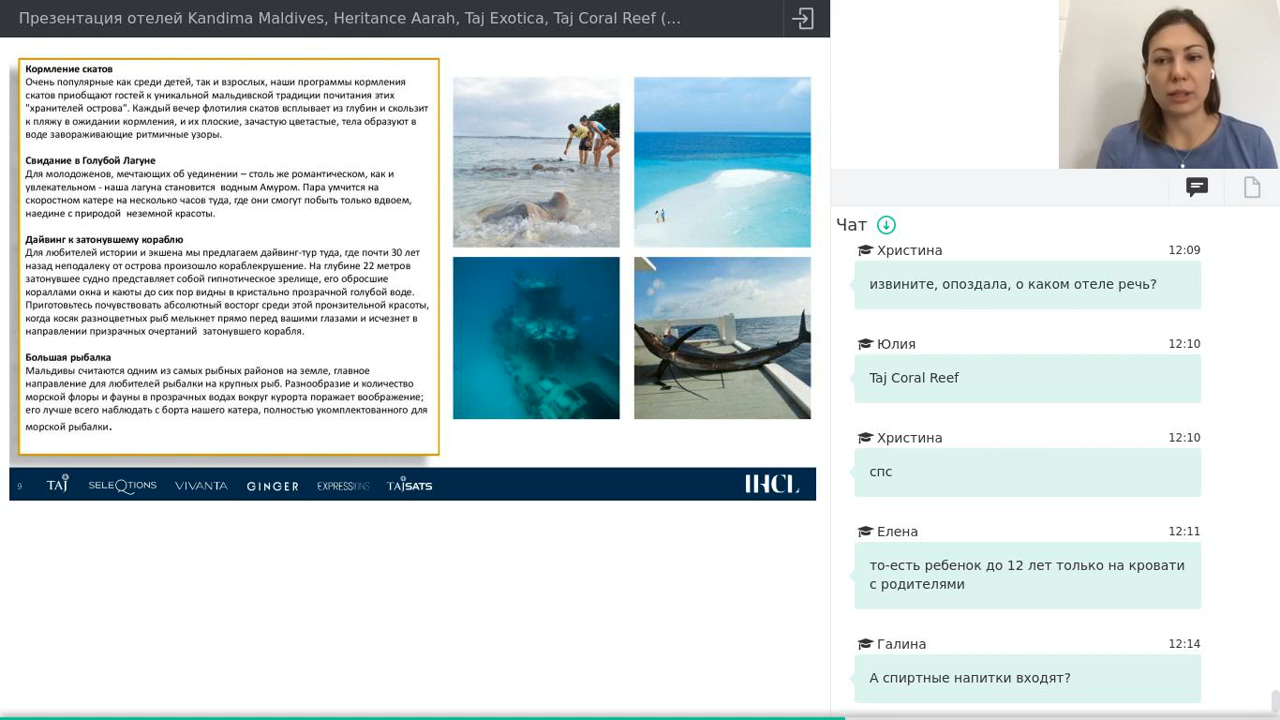 Презентация отелей Kandima Maldives, Heritance Aarah, Taj Exotica, Taj Coral Reef (...
Кормление скатов
Очень популярные как среди детей, так и взрослых, наши программы кормления
скатов приобщают гостей к уникальной мальдивской традиции почитания этих
"хранителей острова". Каждый вечер флотилия скатов всплывает из глубин и скользит
к пляжу в ожидании кормления, и их плоские, зачастую цветастые, тела образуют в
воде завораживающие ритмичные узоры.
Свидание в Голубой Лагуне
Для молодоженов, мечтающих об уединении – столь же романтическом, как и
увлекательном - наша лагуна становится водным Амуром. Пара умчится на
скоростном катере на несколько часов туда, где они смогут побыть только вдвоем,
наедине с природой неземной красоты.
Дайвинг к затонувшему кораблю
Для любителей истории и экшена мы предлагаем дайвинг-тур туда, где почти 30 лет
назад неподалеку от острова произошло кораблекрушение. На глубине 22 метров
затонувшее судно представляет собой гипнотическое зрелище, его обросшие
кораллами окна и каюты до сих пор видны в кристально прозрачной голубой воде.
Приготовьтесь почувствовать абсолютный восторг среди этой пронзительной красоты,
когда косяк разноцветных рыб мелькнет прямо перед вашими глазами и исчезнет в
направлении призрачных очертаний затонувшего корабля.
Большая рыбалка
Мальдивы считаются одним из самых рыбных районов на земле, главное
направление для любителей рыбалки на крупных рыб. Разнообразие и количество
морской флоры и фауны в прозрачных водах вокруг курорта поражает воображение;
его лучше всего наблюдать с борта нашего катера, полностью укомплектованного для
морской рыбалки.
9 TAJ SELEQTIONS VIVANTA GINGER EXPRESSIONS TAJSATS IHCL
Чат
Христина 12:09
извините, опоздала, о каком отеле речь?
Юлия 12:10
Taj Coral Reef
Христина 12:10
спс
Елена 12:11
то-есть ребенок до 12 лет только на кровати
с родителями
Галина 12:14
А спиртные напитки входят?